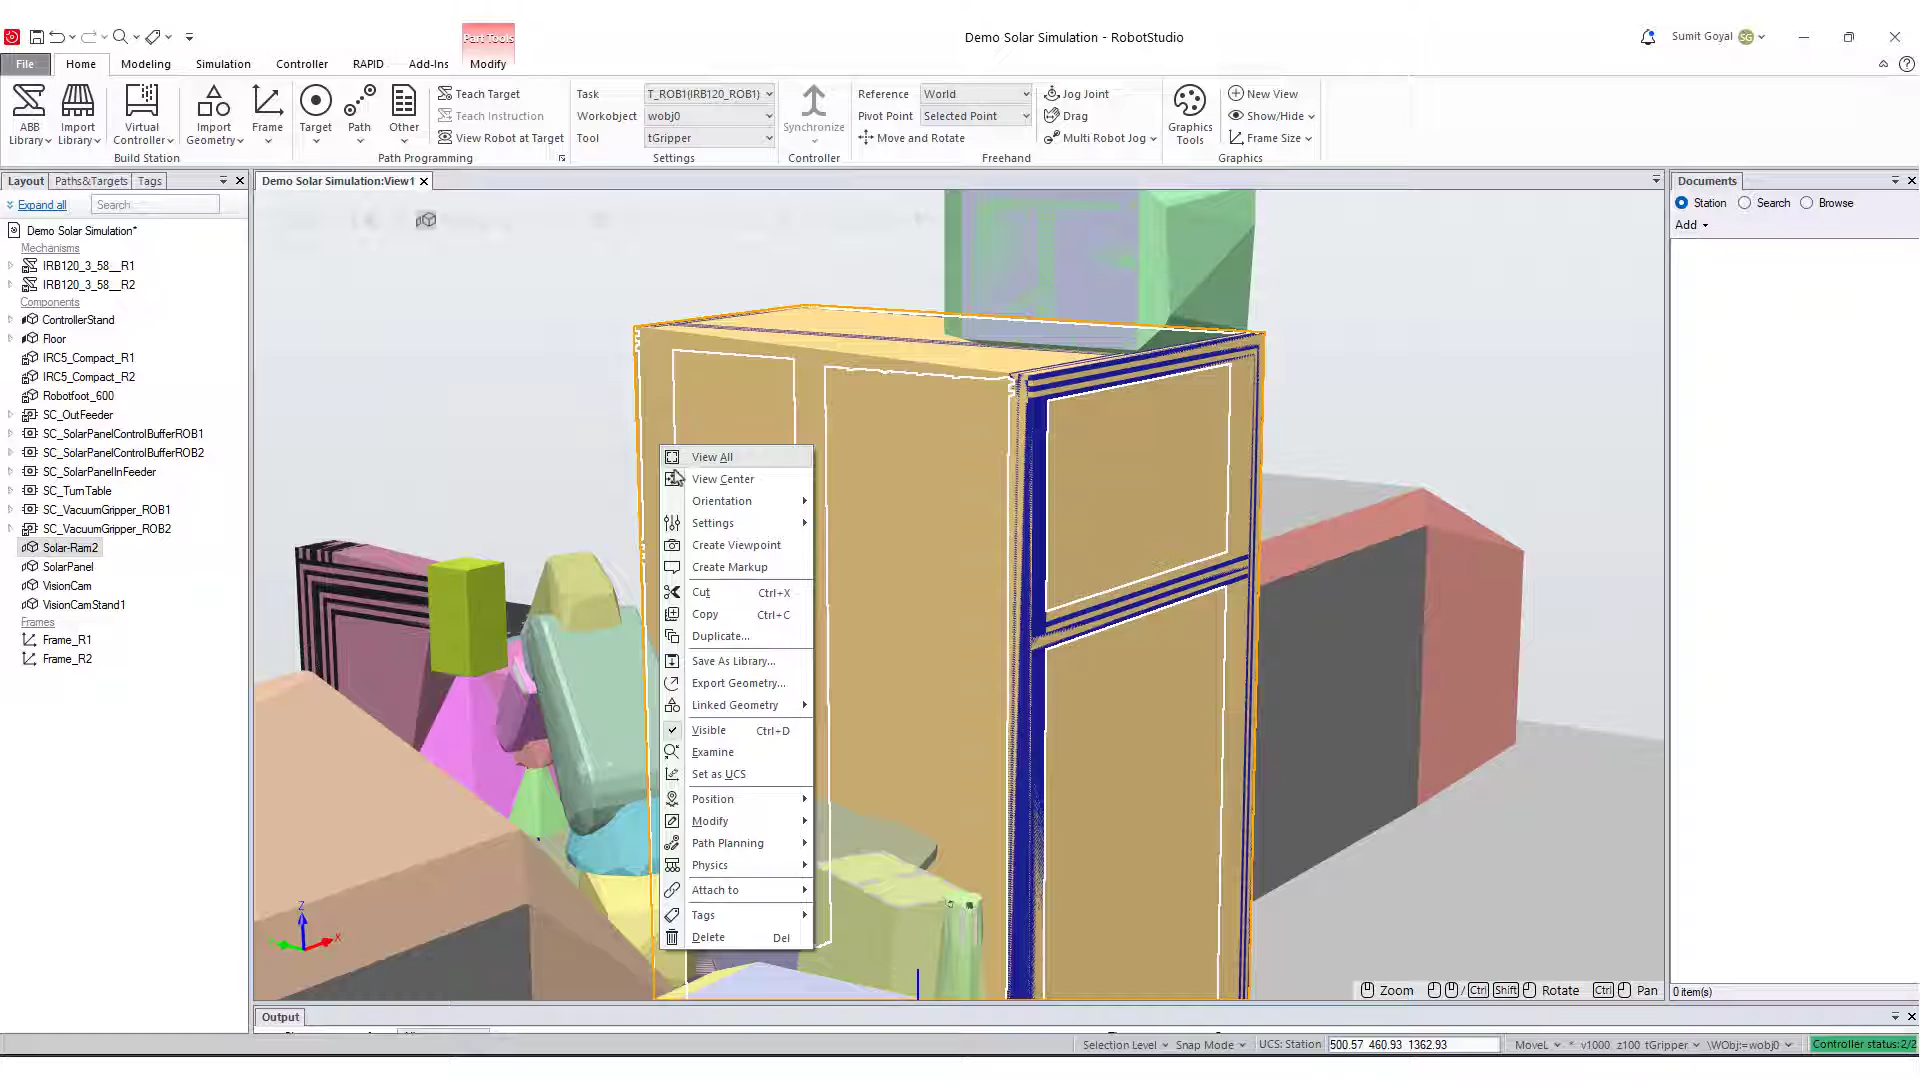 Part Tools
Demo Solar Simulation - RobotStudio
Sumit Goyal SG
File Home Modeling Simulation Controller RAPID Add-Ins Modify
ABB Library
Import Library
Virtual Controller
Import Geometry
Frame
Build Station
Target
Path
Other
Teach Target
Teach Instruction
View Robot at Target
Path Programming
Task T_ROB1(IRB120_ROB1)
Workobject wobj0
Tool tGripper
Settings
Synchronize
Controller
Reference World
Pivot Point Selected Point
Move and Rotate
Jog Joint
Drag
Multi Robot Jog
Freehand
Graphics Tools
New View
Show/Hide
Frame Size
Graphics
Layout Paths&Targets Tags
Expand all Search
Demo Solar Simulation*
Mechanisms
IRB120_3_58__R1
IRB120_3_58__R2
Components
ControllerStand
Floor
IRC5_Compact_R1
IRC5_Compact_R2
Robotfoot_600
SC_OutFeeder
SC_SolarPanelControlBufferROB1
SC_SolarPanelControlBufferROB2
SC_SolarPanelInFeeder
SC_TurnTable
SC_VacuumGripper_ROB1
SC_VacuumGripper_ROB2
Solar-Ram2
SolarPanel
VisionCam
VisionCamStand1
Frames
Frame_R1
Frame_R2
Demo Solar Simulation:View1
View All
View Center
Orientation
Settings
Create Viewpoint
Create Markup
Cut Ctrl+X
Copy Ctrl+C
Duplicate...
Save As Library...
Export Geometry...
Linked Geometry
Visible Ctrl+D
Examine
Set as UCS
Position
Modify
Path Planning
Physics
Attach to
Tags
Delete Del
Z
X
Zoom / Ctrl Shift Rotate Ctrl Pan
Documents
Station Search Browse
Add
0 item(s)
Output
Selection Level Snap Mode UCS: Station 500.57 460.93 1362.93 MoveL * v1000 z100 tGripper \WObj:=wobj0 Controller status: 2/2